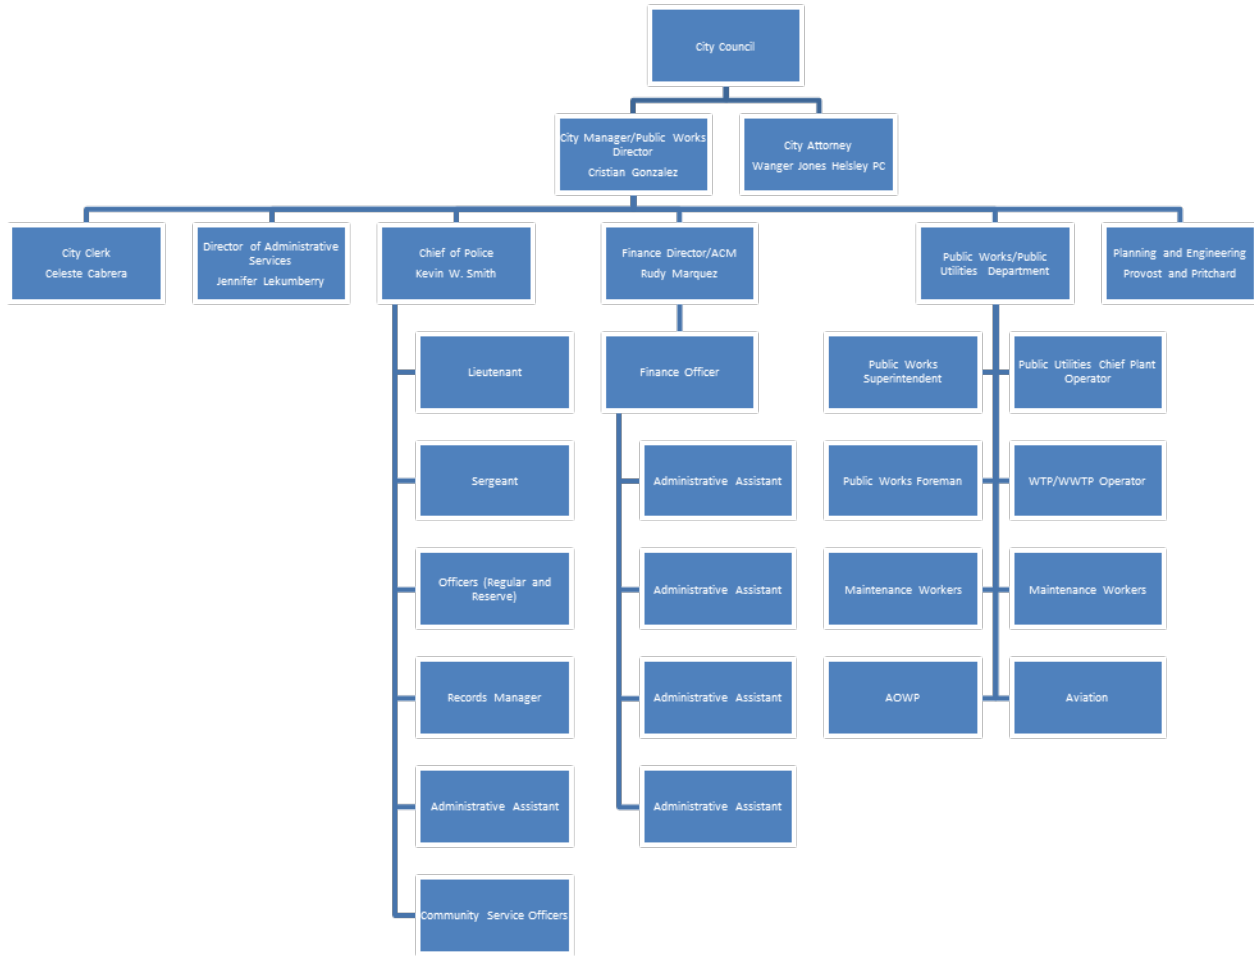 City Council
City Manager/Public Works
Director
Cristian Gonzalez
City Attorney
Wanger Jones Helsley PC
City Clerk
Celeste Cabrera
Director of Administrative
Services
Jennifer Lekumberry
Chief of Police
Kevin W. Smith
Finance Director/ACM
Rudy Marquez
Public Works/Public
Utilities Department
Planning and Engineering
Provost and Pritchard
Lieutenant
Sergeant
Officers (Regular and
Reserve)
Records Manager
Administrative Assistant
Community Service Officers
Finance Officer
Administrative Assistant
Administrative Assistant
Administrative Assistant
Administrative Assistant
Public Works
Superintendent
Public Works Foreman
Maintenance Workers
AOWP
Public Utilities Chief Plant
Operator
WTP/WWTP Operator
Maintenance Workers
Aviation